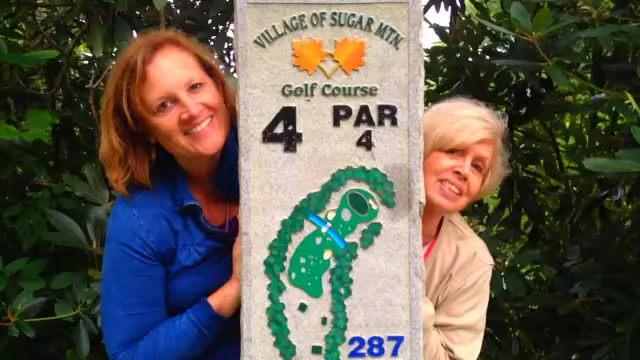 VILLAGE OF SUGAR MTN.
Golf Course
4 PAR
4
287